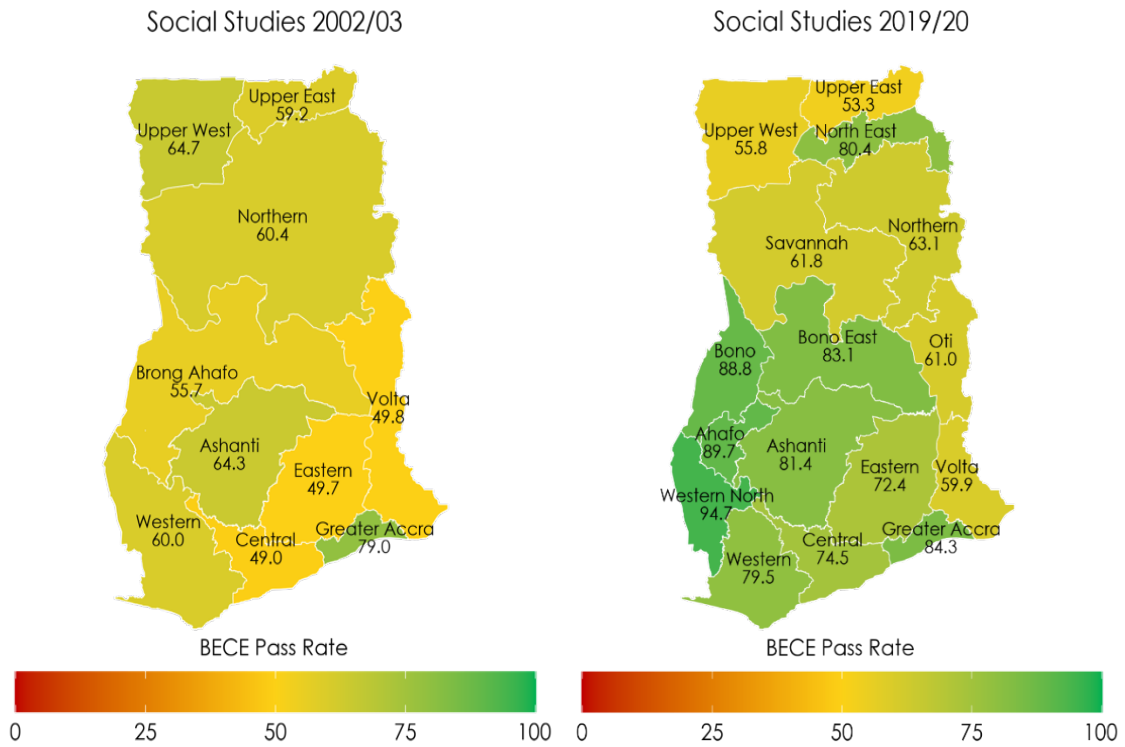 Social Studies 2002/03
Upper East
59.2
Upper West
64.7
Northern
60.4
Brong Ahafo
55.7
Volta
49.8
Ashanti
64.3
Eastern
49.7
Western
60.0
Central
49.0
Greater Accra
79.0
BECE Pass Rate
0 25 50 75 100
Social Studies 2019/20
Upper East
53.3
Upper West
55.8
North East
80.4
Northern
63.1
Savannah
61.8
Bono East
83.1
Bono
88.8
Oti
61.0
Ahafo
89.7
Ashanti
81.4
Eastern
72.4
Volta
59.9
Western North
94.7
Greater Accra
84.3
Central
74.5
Western
79.5
BECE Pass Rate
0 25 50 75 100